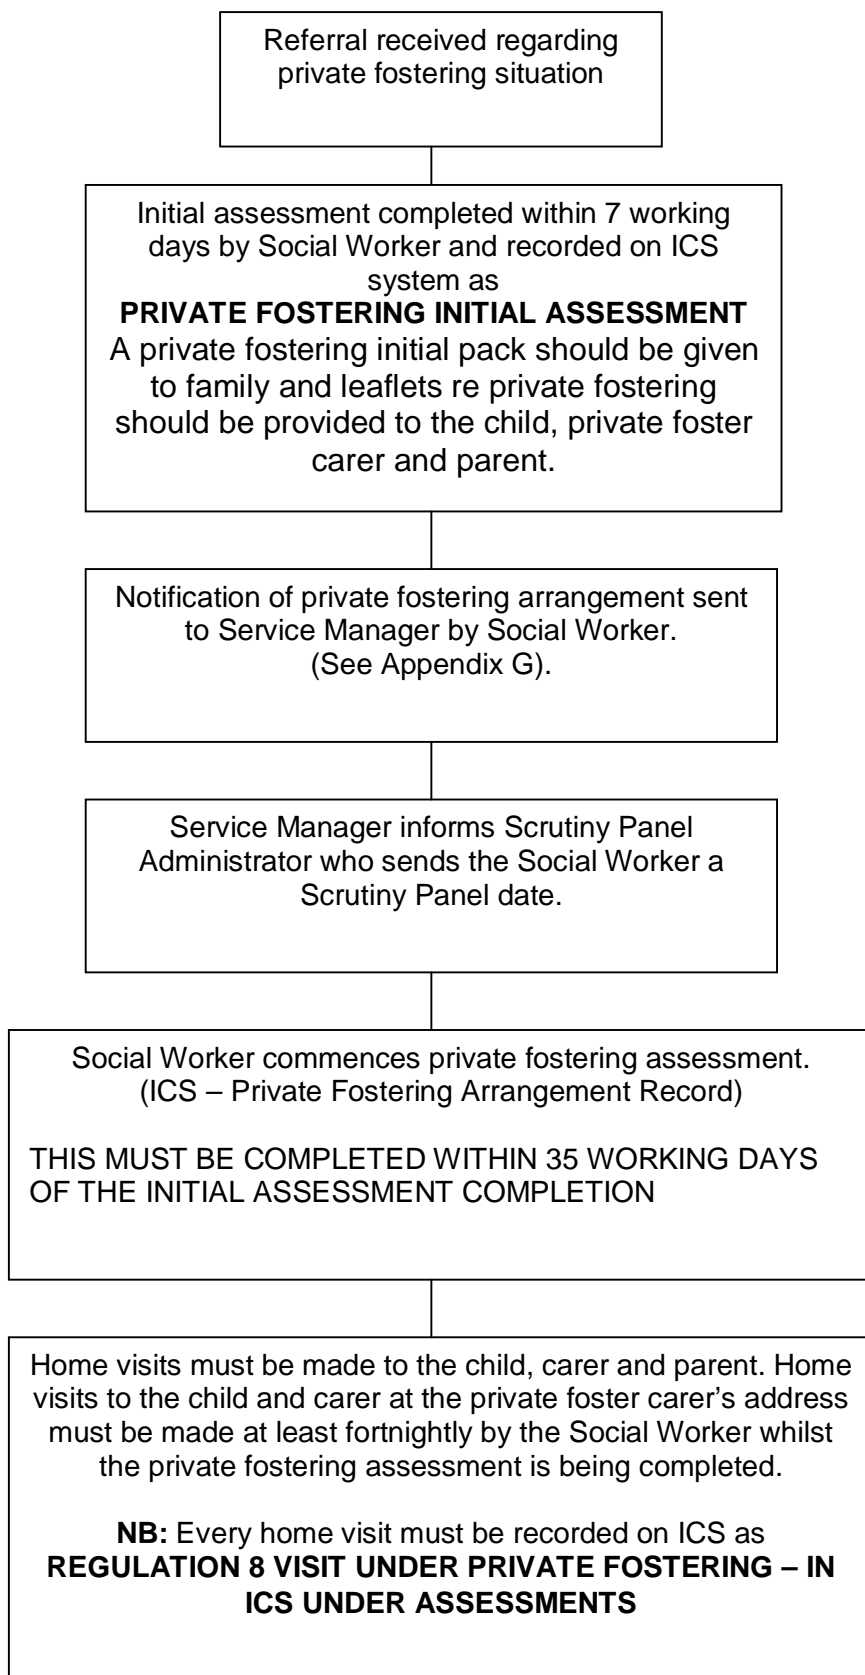 Referral received regarding
private fostering situation
Initial assessment completed within 7 working
days by Social Worker and recorded on ICS
system as
PRIVATE FOSTERING INITIAL ASSESSMENT
A private fostering initial pack should be given
to family and leaflets re private fostering
should be provided to the child, private foster
carer and parent.
Notification of private fostering arrangement sent
to Service Manager by Social Worker.
(See Appendix G).
Service Manager informs Scrutiny Panel
Administrator who sends the Social Worker a
Scrutiny Panel date.
Social Worker commences private fostering assessment.
(ICS – Private Fostering Arrangement Record)
THIS MUST BE COMPLETED WITHIN 35 WORKING DAYS
OF THE INITIAL ASSESSMENT COMPLETION
Home visits must be made to the child, carer and parent. Home
visits to the child and carer at the private foster carer's address
must be made at least fortnightly by the Social Worker whilst
the private fostering assessment is being completed.
NB: Every home visit must be recorded on ICS as
REGULATION 8 VISIT UNDER PRIVATE FOSTERING – IN
ICS UNDER ASSESSMENTS